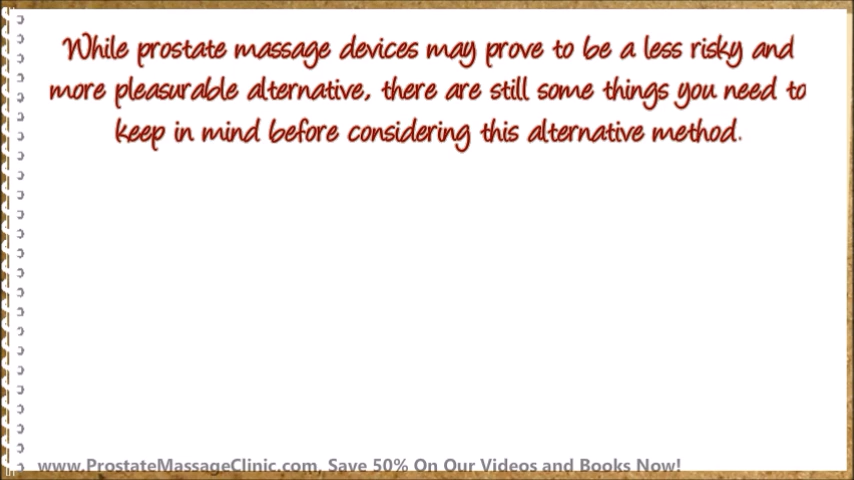 While prostate massage devices may prove to be a less risky and
more pleasurable alternative, there are still some things you need to
keep in mind before considering this alternative method.
www.ProstateMassageClinic.com, Save 50% On Our Videos and Books Now!